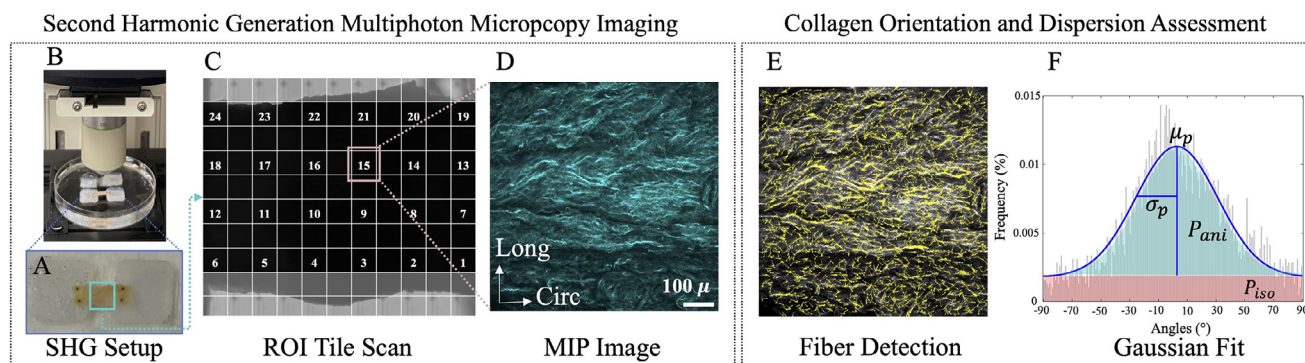 Second Harmonic Generation Multiphoton Micropcopy Imaging
Collagen Orientation and Dispersion Assessment
B
C
D
E
F
A
24 23 22 21 20 19
18 17 16 15 14 13
12 11 10 9 8 7
6 5 4 3 2 1
Long
Circ
100 μ
0.015
0.01
0.005
0
Frequency (%)
μp
σp
Pani
Piso
-90 -70 -50 -30 -10 10 30 50 70 90
Angles (°)
SHG Setup
ROI Tile Scan
MIP Image
Fiber Detection
Gaussian Fit